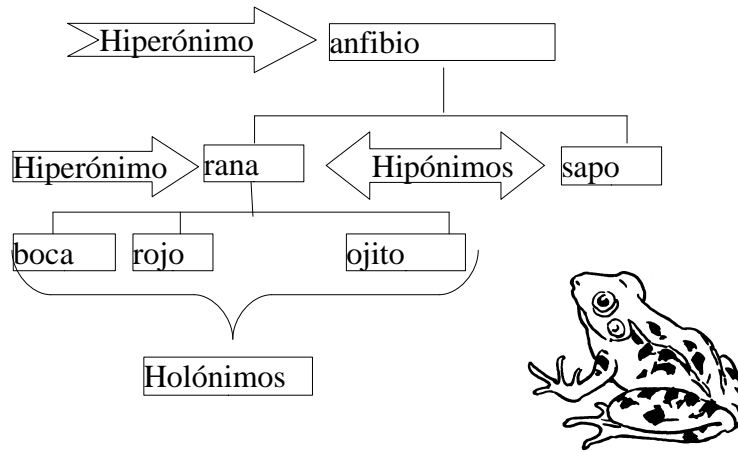 Hiperónimo anfibio
Hiperónimo rana Hipónimos sapo
boca rojo ojito
Holónimos